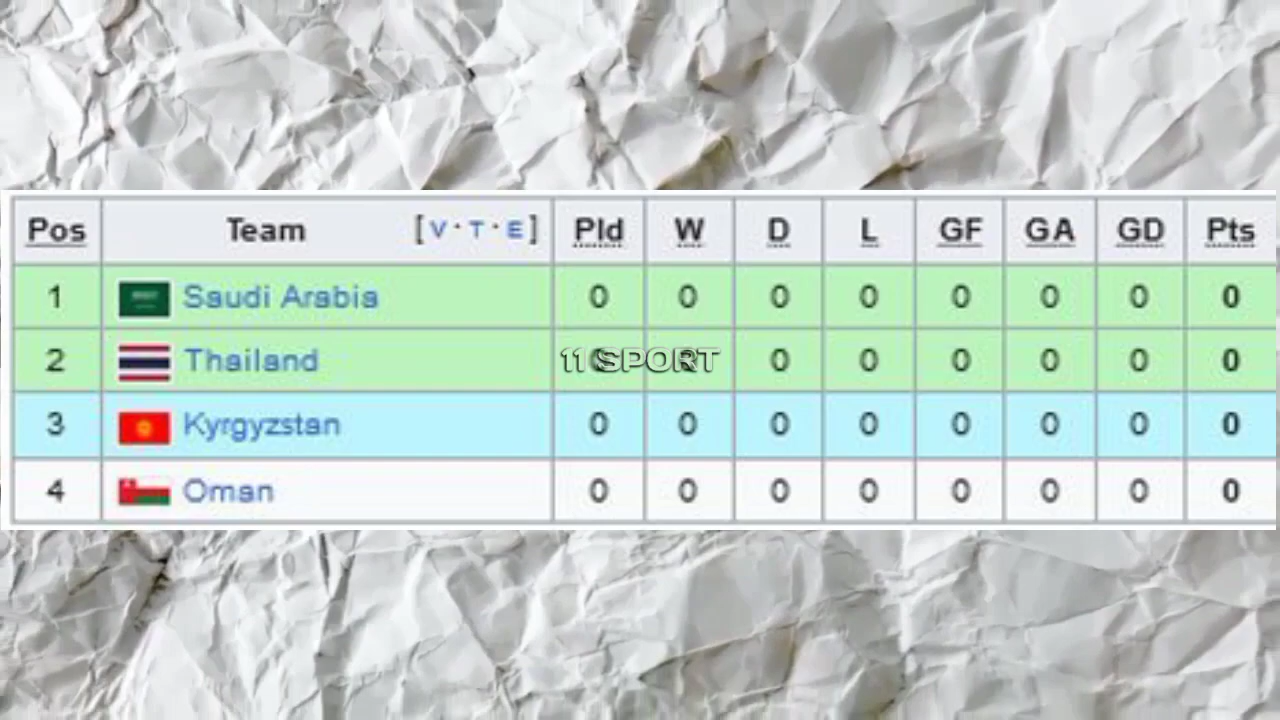 Pos Team [ V · T · E ] Pld W D L GF GA GD Pts
1 Saudi Arabia 0 0 0 0 0 0 0 0
2 Thailand 11 SPORT 0 0 0 0 0 0
3 Kyrgyzstan 0 0 0 0 0 0 0 0
4 Oman 0 0 0 0 0 0 0 0